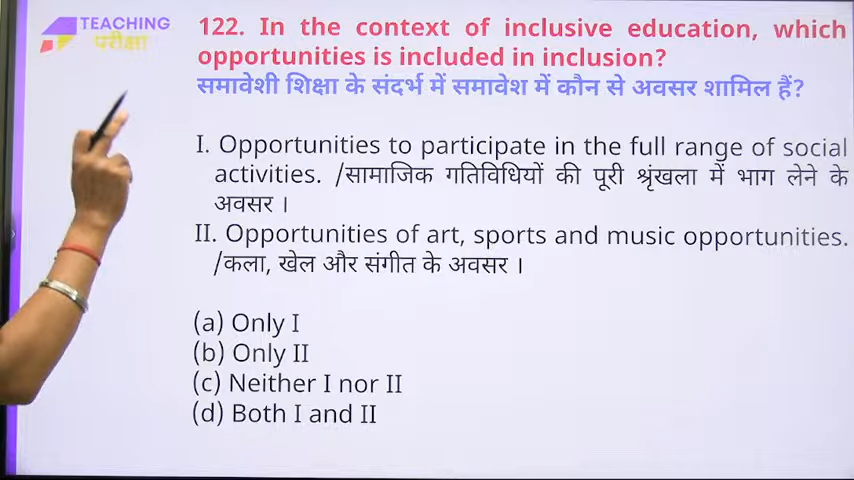 TEACHING
परीक्षा
122. In the context of inclusive education, which
opportunities is included in inclusion?
समावेशी शिक्षा के संदर्भ में समावेश में कौन से अवसर शामिल हैं?
I. Opportunities to participate in the full range of social
activities. /सामाजिक गतिविधियों की पूरी श्रृंखला में भाग लेने के
अवसर ।
II. Opportunities of art, sports and music opportunities.
/कला, खेल और संगीत के अवसर ।
(a) Only I
(b) Only II
(c) Neither I nor II
(d) Both I and II